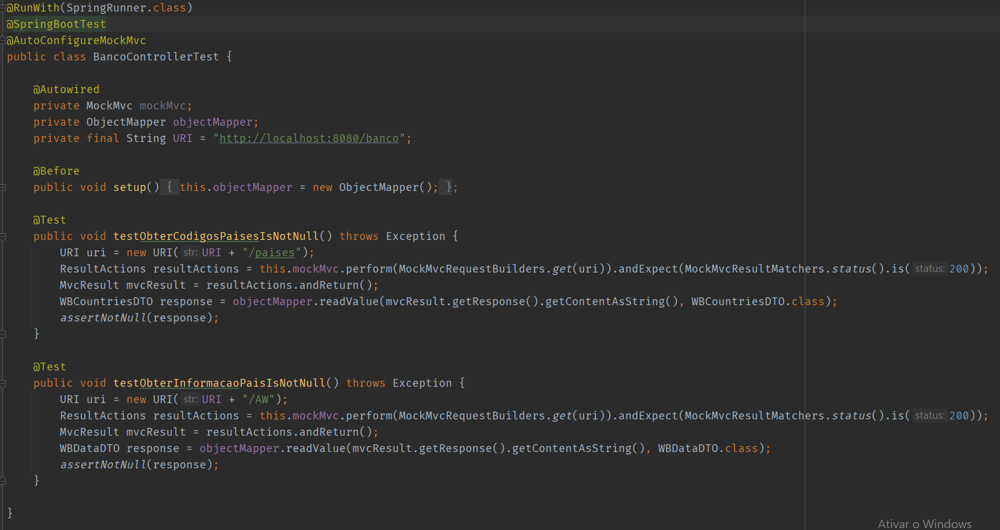 @RunWith(SpringRunner.class)
@SpringBootTest
@AutoConfigureMockMvc
public class BancoControllerTest {
@Autowired
private MockMvc mockMvc;
private ObjectMapper objectMapper;
private final String URI = "http://localhost:8080/banco";
@Before
public void setup() { this.objectMapper = new ObjectMapper(); };
@Test
public void testObterCodigosPaisesIsNotNull() throws Exception {
URI uri = new URI( str: URI + "/paises");
ResultActions resultActions = this.mockMvc.perform(MockMvcRequestBuilders.get(uri)).andExpect(MockMvcResultMatchers.status().is( status: 200));
MvcResult mvcResult = resultActions.andReturn();
WBCountriesDTO response = objectMapper.readValue(mvcResult.getResponse().getContentAsString(), WBCountriesDTO.class);
assertNotNull(response);
}
@Test
public void testObterInformacaoPaisIsNotNull() throws Exception {
URI uri = new URI( str: URI + "/AW");
ResultActions resultActions = this.mockMvc.perform(MockMvcRequestBuilders.get(uri)).andExpect(MockMvcResultMatchers.status().is( status: 200));
MvcResult mvcResult = resultActions.andReturn();
WBDataDTO response = objectMapper.readValue(mvcResult.getResponse().getContentAsString(), WBDataDTO.class);
assertNotNull(response);
}
}
Ativar o Windows